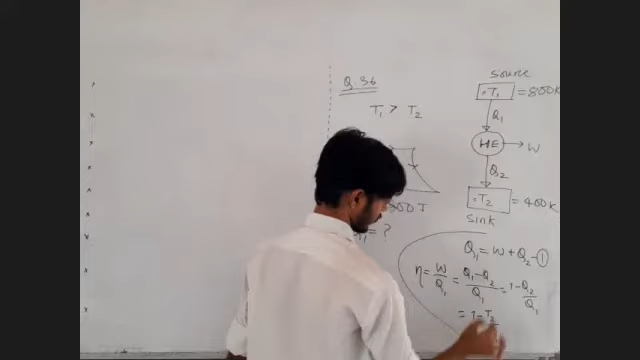 Q.36
T₁ > T₂
00 J
= ?
source
T₁ = 800K
Q₁
HE → W
Q₂
T₂ = 400K
sink
Q₁ = W + Q₂ - ①
η = W/Q₁ = Q₁-Q₂/Q₁ = 1-Q₂/Q₁
= 1-T₂